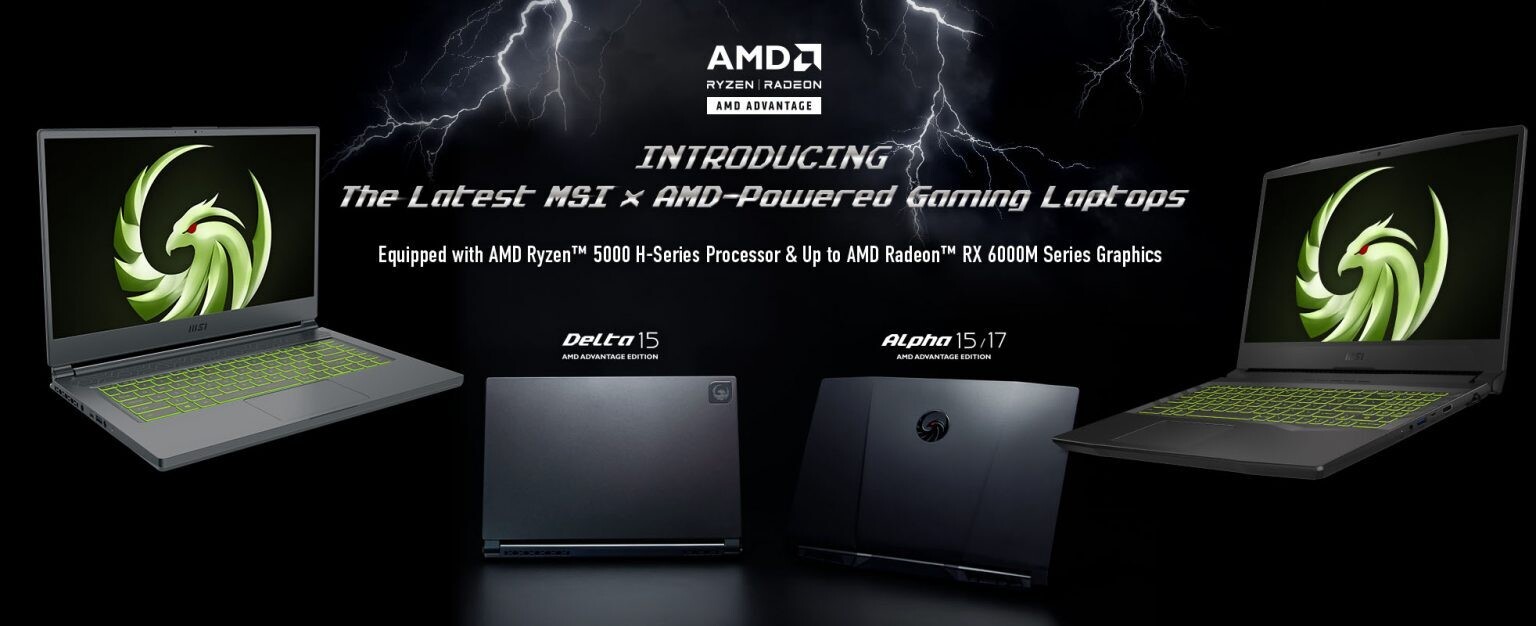 AMD
RYZEN | RADEON
AMD ADVANTAGE
INTRODUCING
The Latest MSI × AMD-Powered Gaming Laptops
Equipped with AMD Ryzen™ 5000 H-Series Processor & Up to AMD Radeon™ RX 6000M Series Graphics
Delta 15
AMD ADVANTAGE EDITION
Alpha 15/17
AMD ADVANTAGE EDITION
msi
msi